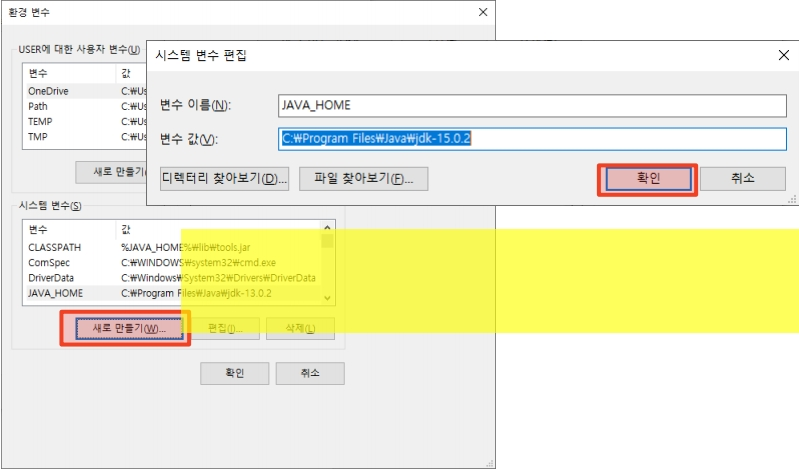 환경 변수
USER에 대한 사용자 변수(U)
변수 값
OneDrive C:₩Us
Path C:₩Us
TEMP C:₩Us
TMP C:₩Us
새로 만들기(
시스템 변수 편집
변수 이름(N): JAVA_HOME
변수 값(V): C:₩Program Files₩Java₩jdk-15.0.2
디렉터리 찾아보기(D)... 파일 찾아보기(F)... 확인 취소
시스템 변수(S)
변수 값
CLASSPATH %JAVA_HOME%₩lib₩tools.jar
ComSpec C:₩WINDOWS₩system32₩cmd.exe
DriverData C:₩Windows₩System32₩Drivers₩DriverData
JAVA_HOME C:₩Program Files₩Java₩jdk-13.0.2
새로 만들기(W)... 편집(I)... 삭제(L)
확인 취소